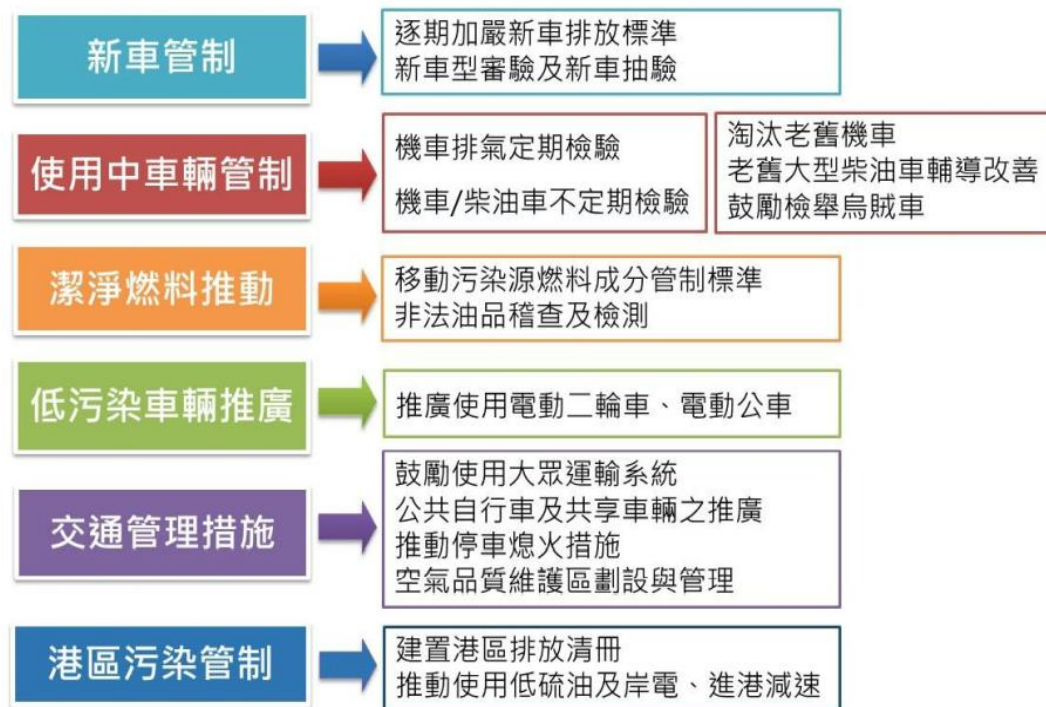 新車管制
逐期加嚴新車排放標準
新車型審驗及新車抽驗
使用中車輛管制
機車排氣定期檢驗
機車/柴油車不定期檢驗
淘汰老舊機車
老舊大型柴油車輔導改善
鼓勵檢舉烏賊車
潔淨燃料推動
移動污染源燃料成分管制標準
非法油品稽查及檢測
低污染車輛推廣
推廣使用電動二輪車、電動公車
交通管理措施
鼓勵使用大眾運輸系統
公共自行車及共享車輛之推廣
推動停車熄火措施
空氣品質維護區劃設與管理
港區污染管制
建置港區排放清冊
推動使用低硫油及岸電、進港減速